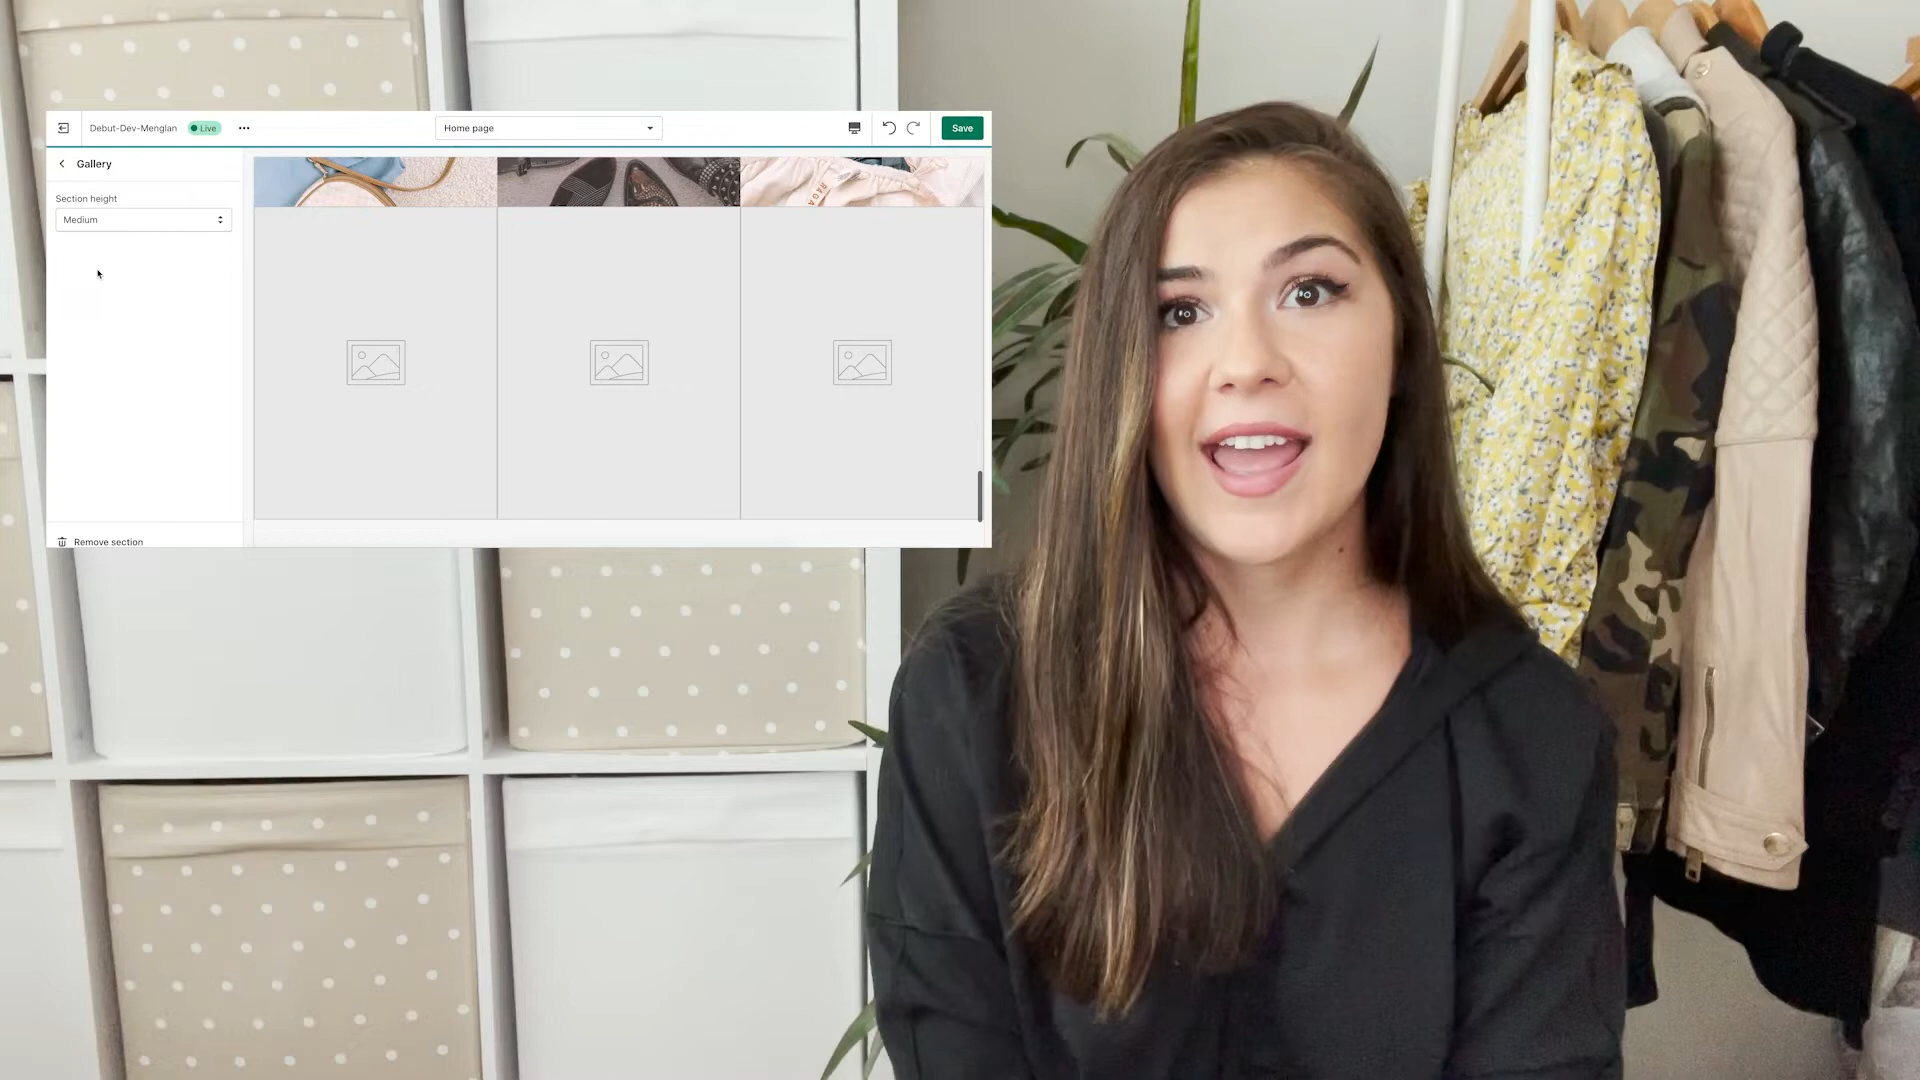 Debut-Dev-Menglan
Live
Home page
Save
Gallery
Section height
Medium
Remove section